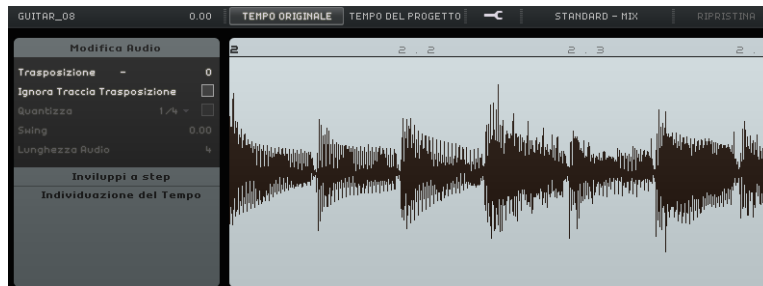 GUITAR_08 0.00 TEMPO ORIGINALE TEMPO DEL PROGETTO STANDARD - MIX RIPRISTINA
Modifica Audio
2 2 . 2 2 . 3 2 .
Trasposizione - 0
Ignora Traccia Trasposizione
Quantizza 1/4
Swing 0.00
Lunghezza Audio 4
Inviluppi a step
Individuazione del Tempo